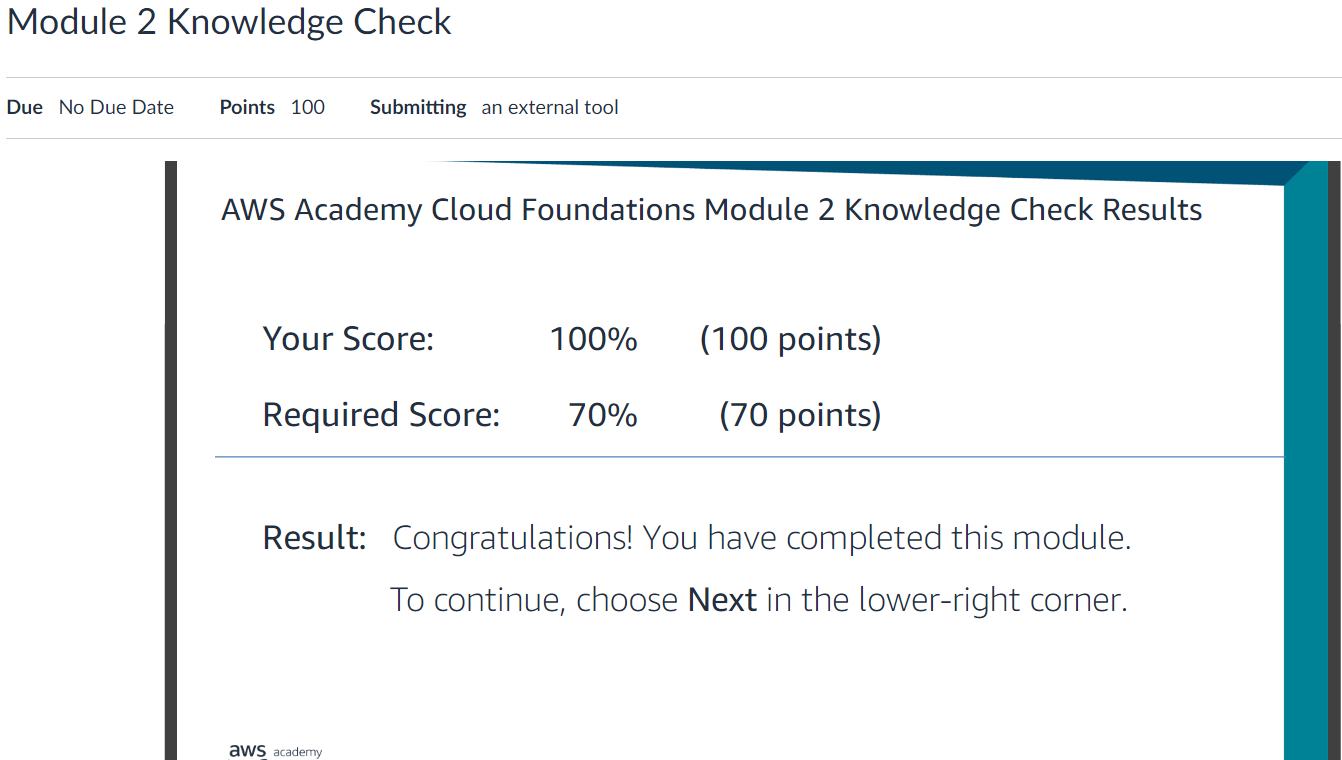 Module 2 Knowledge Check
Due No Due Date Points 100 Submitting an external tool
AWS Academy Cloud Foundations Module 2 Knowledge Check Results
Your Score: 100% (100 points)
Required Score: 70% (70 points)
Result: Congratulations! You have completed this module.
To continue, choose Next in the lower-right corner.
aws academy